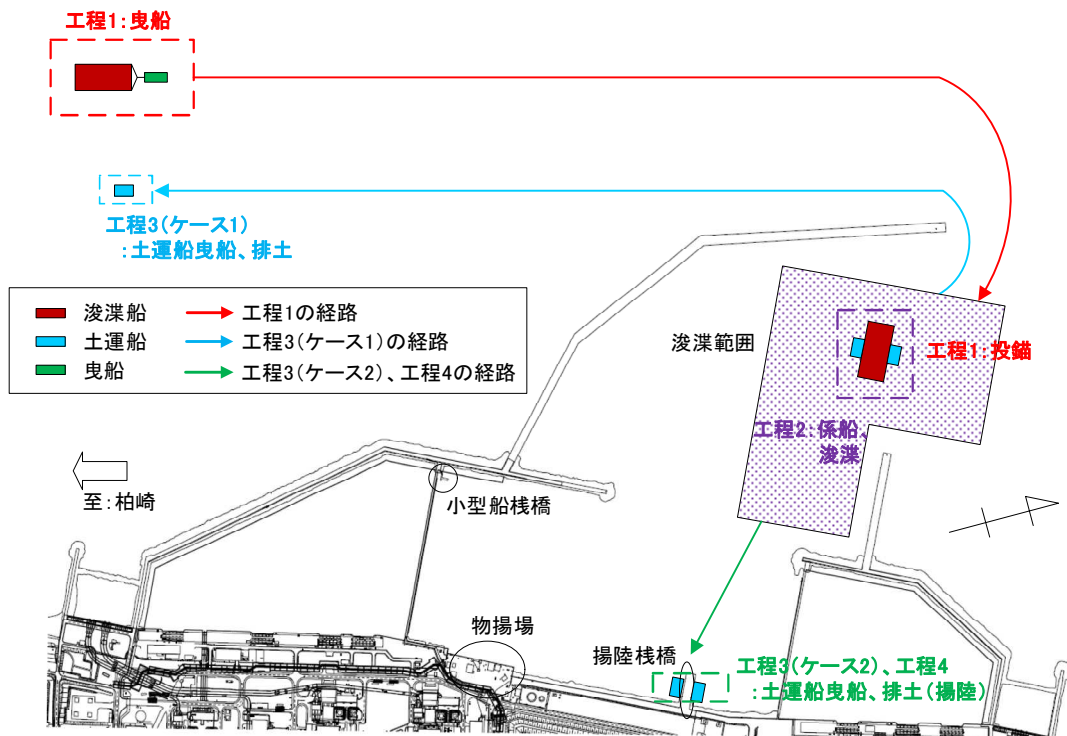 工程1:曳船
工程3(ケース1)
:土運船曳船、排土
浚渫船
工程1の経路
土運船
工程3(ケース1)の経路
曳船
工程3(ケース2)、工程4の経路
浚渫範囲
工程1:投錨
工程2:係船、
浚渫
至:柏崎
小型船桟橋
物揚場
揚陸桟橋
工程3(ケース2)、工程4
:土運船曳船、排土(揚陸)